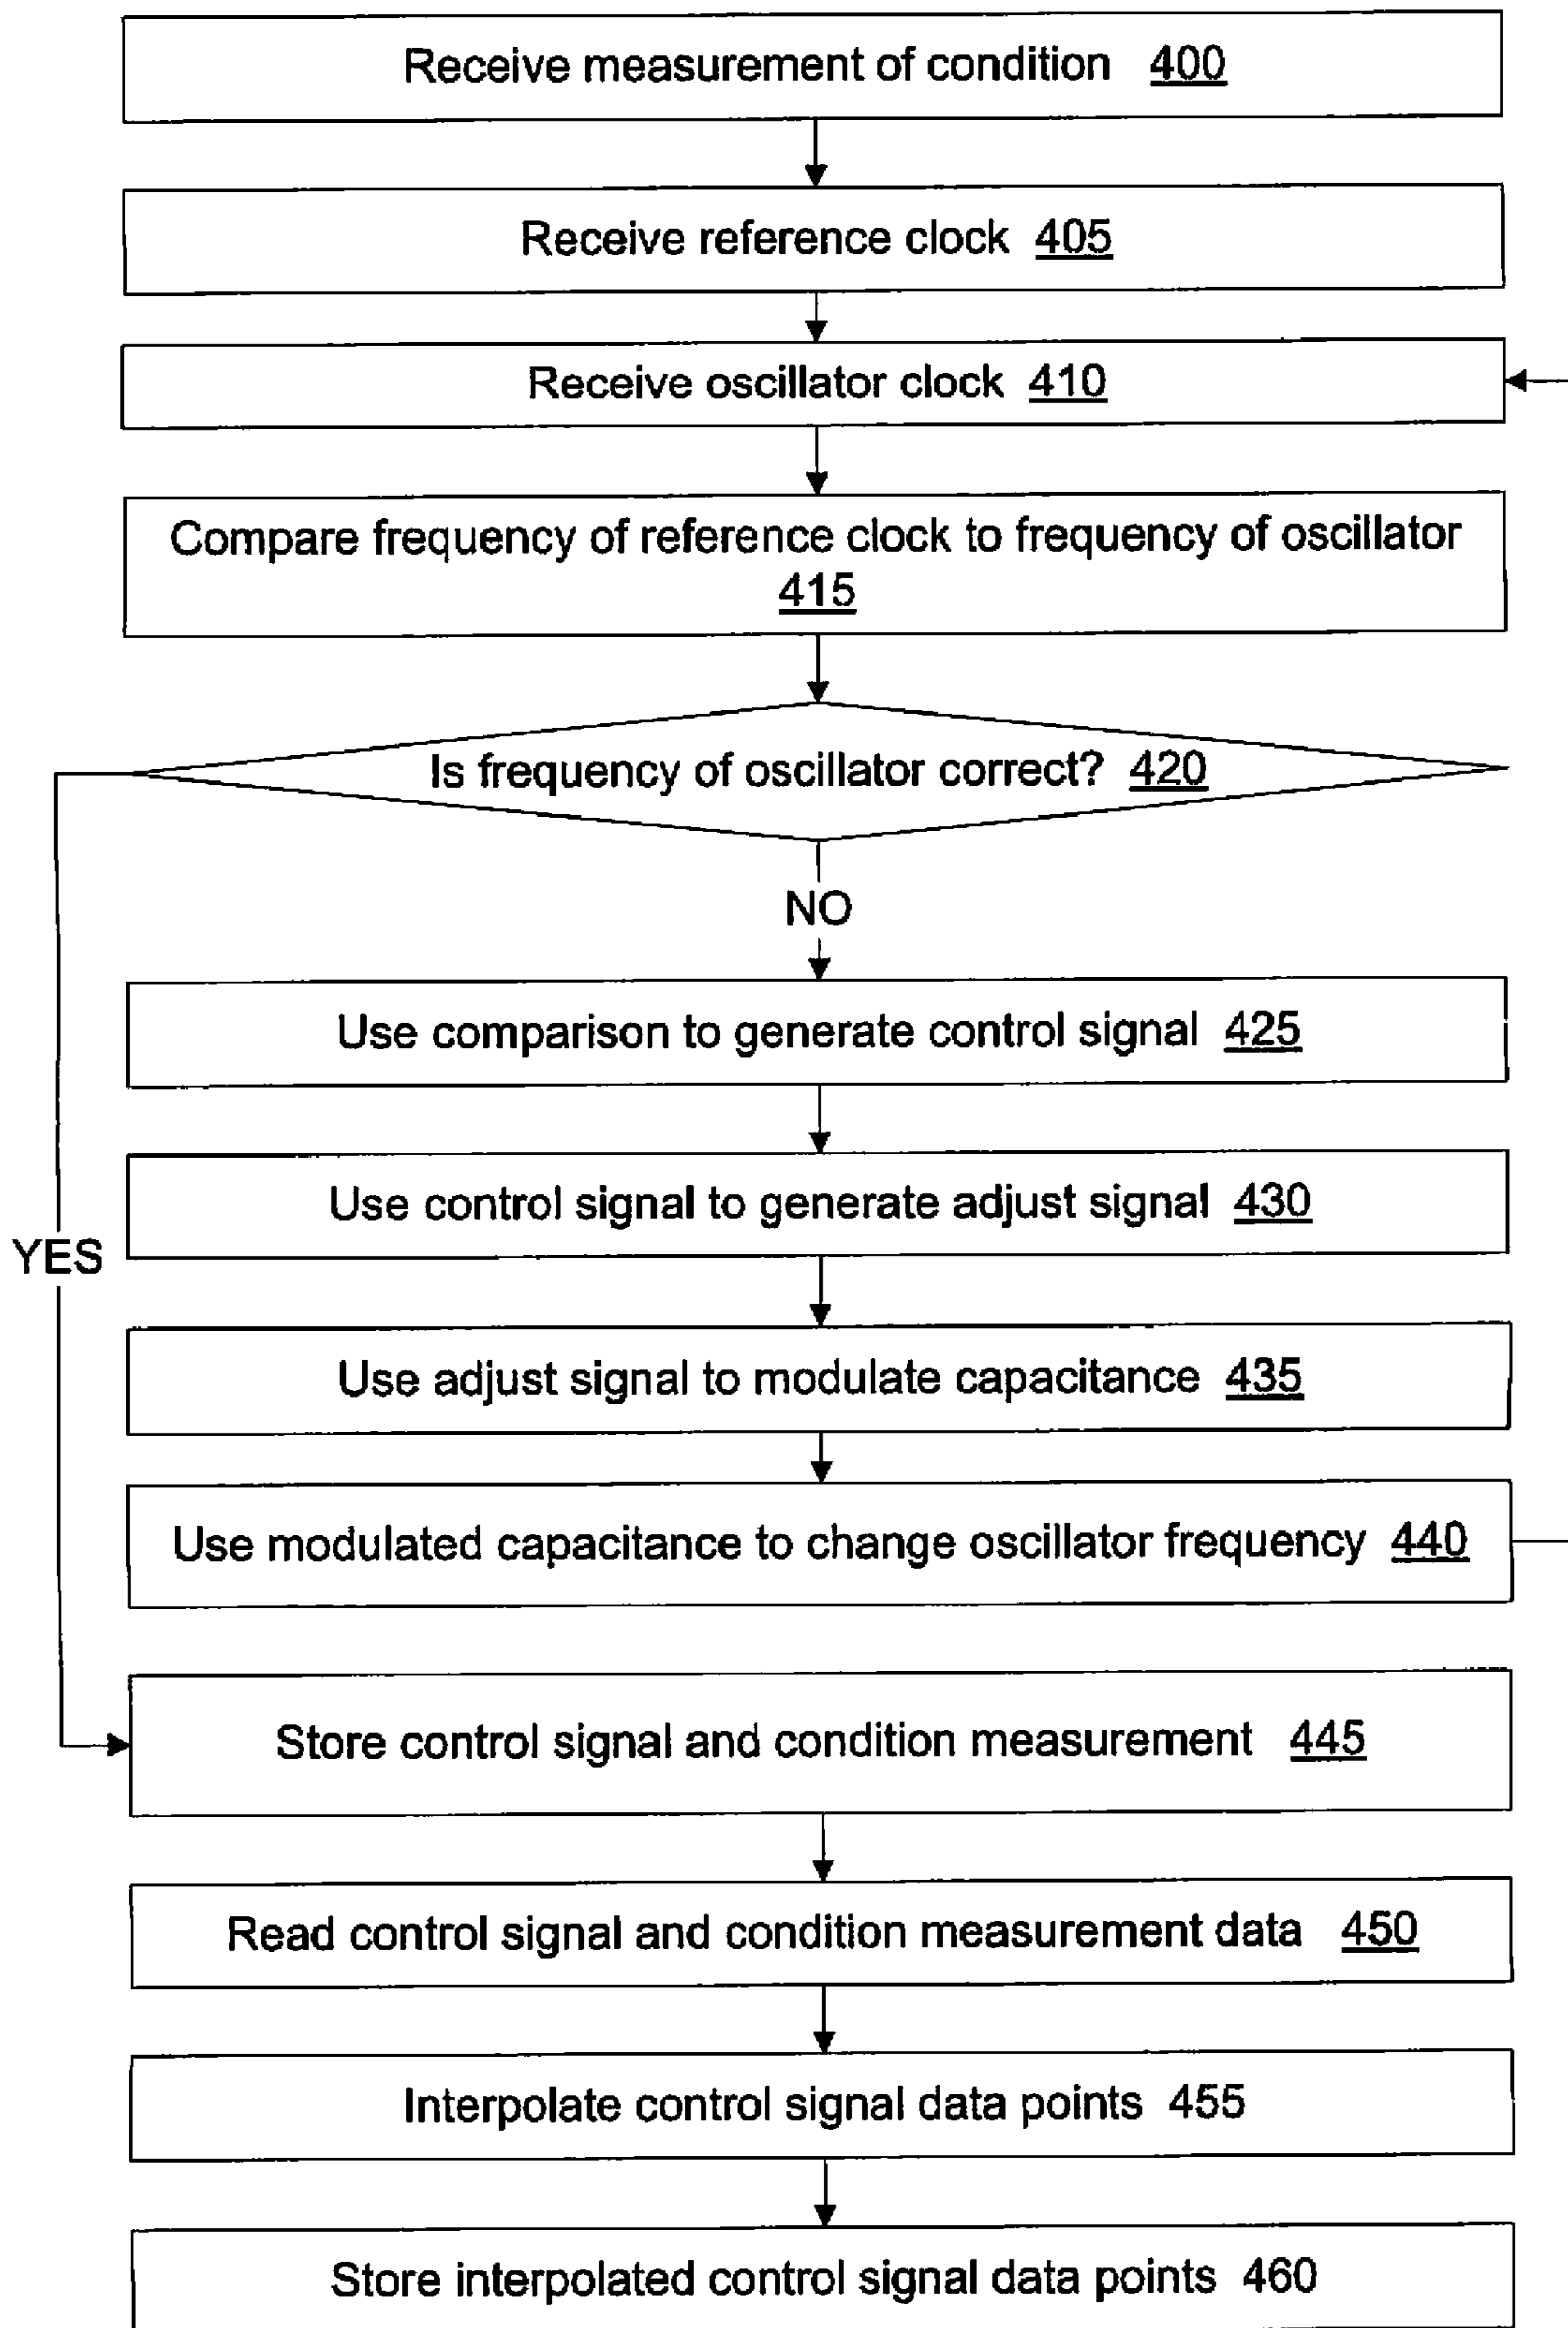 Receive measurement of condition 400
Receive reference clock 405
Receive oscillator clock 410
Compare frequency of reference clock to frequency of oscillator
415
Is frequency of oscillator correct? 420
NO
Use comparison to generate control signal 425
Use control signal to generate adjust signal 430
YES
Use adjust signal to modulate capacitance 435
Use modulated capacitance to change oscillator frequency 440
Store control signal and condition measurement 445
Read control signal and condition measurement data 450
Interpolate control signal data points 455
Store interpolated control signal data points 460